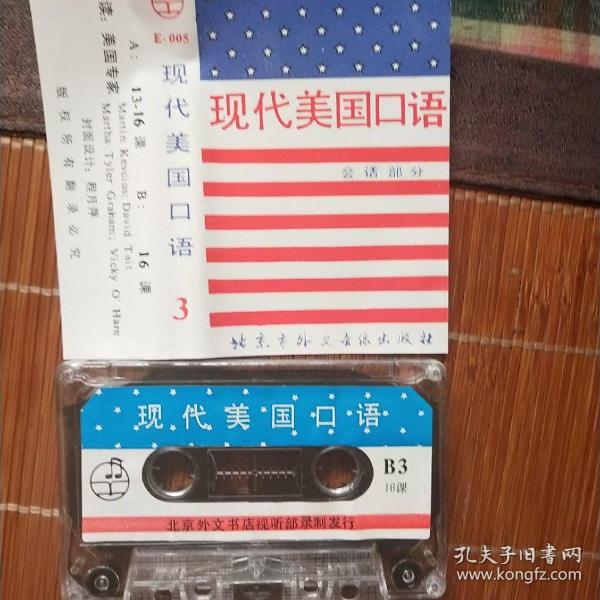 E-005
现代美国口语
3
A: 13-16 课 B: 16 课
读: 美国专家 Martin Kevcius; David Tait
Martha Tyler Graham; Vicky O' Hare
封面设计: 程月萍
版权所有 翻录必究
现代美国口语
会话部分
北京市外文音像出版社
现代美国口语
B3
16课
北京外文书店视听部录制发行
孔夫子旧書网
www.kongfz.com